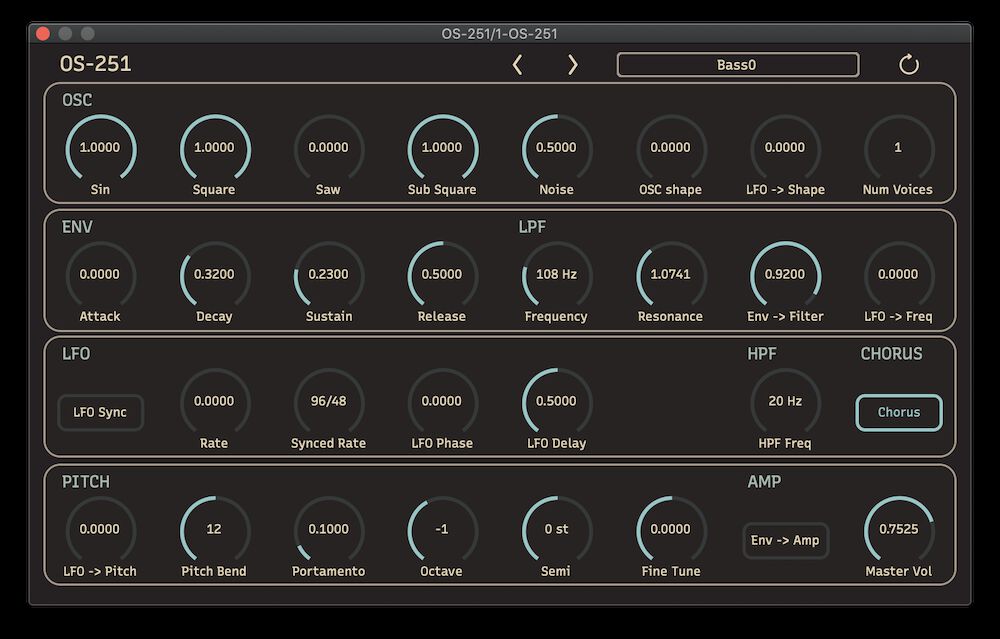 OS-251/1-OS-251
OS-251 < > Bass0
OSC
1.0000 1.0000 0.0000 1.0000 0.5000 0.0000 0.0000 1
Sin Square Saw Sub Square Noise OSC shape LFO -> Shape Num Voices
ENV LPF
0.0000 0.3200 0.2300 0.5000 108 Hz 1.0741 0.9200 0.0000
Attack Decay Sustain Release Frequency Resonance Env -> Filter LFO -> Freq
LFO HPF CHORUS
LFO Sync 0.0000 96/48 0.0000 0.5000 20 Hz Chorus
Rate Synced Rate LFO Phase LFO Delay HPF Freq
PITCH AMP
0.0000 12 0.1000 -1 0 st 0.0000 Env -> Amp 0.7525
LFO -> Pitch Pitch Bend Portamento Octave Semi Fine Tune Master Vol